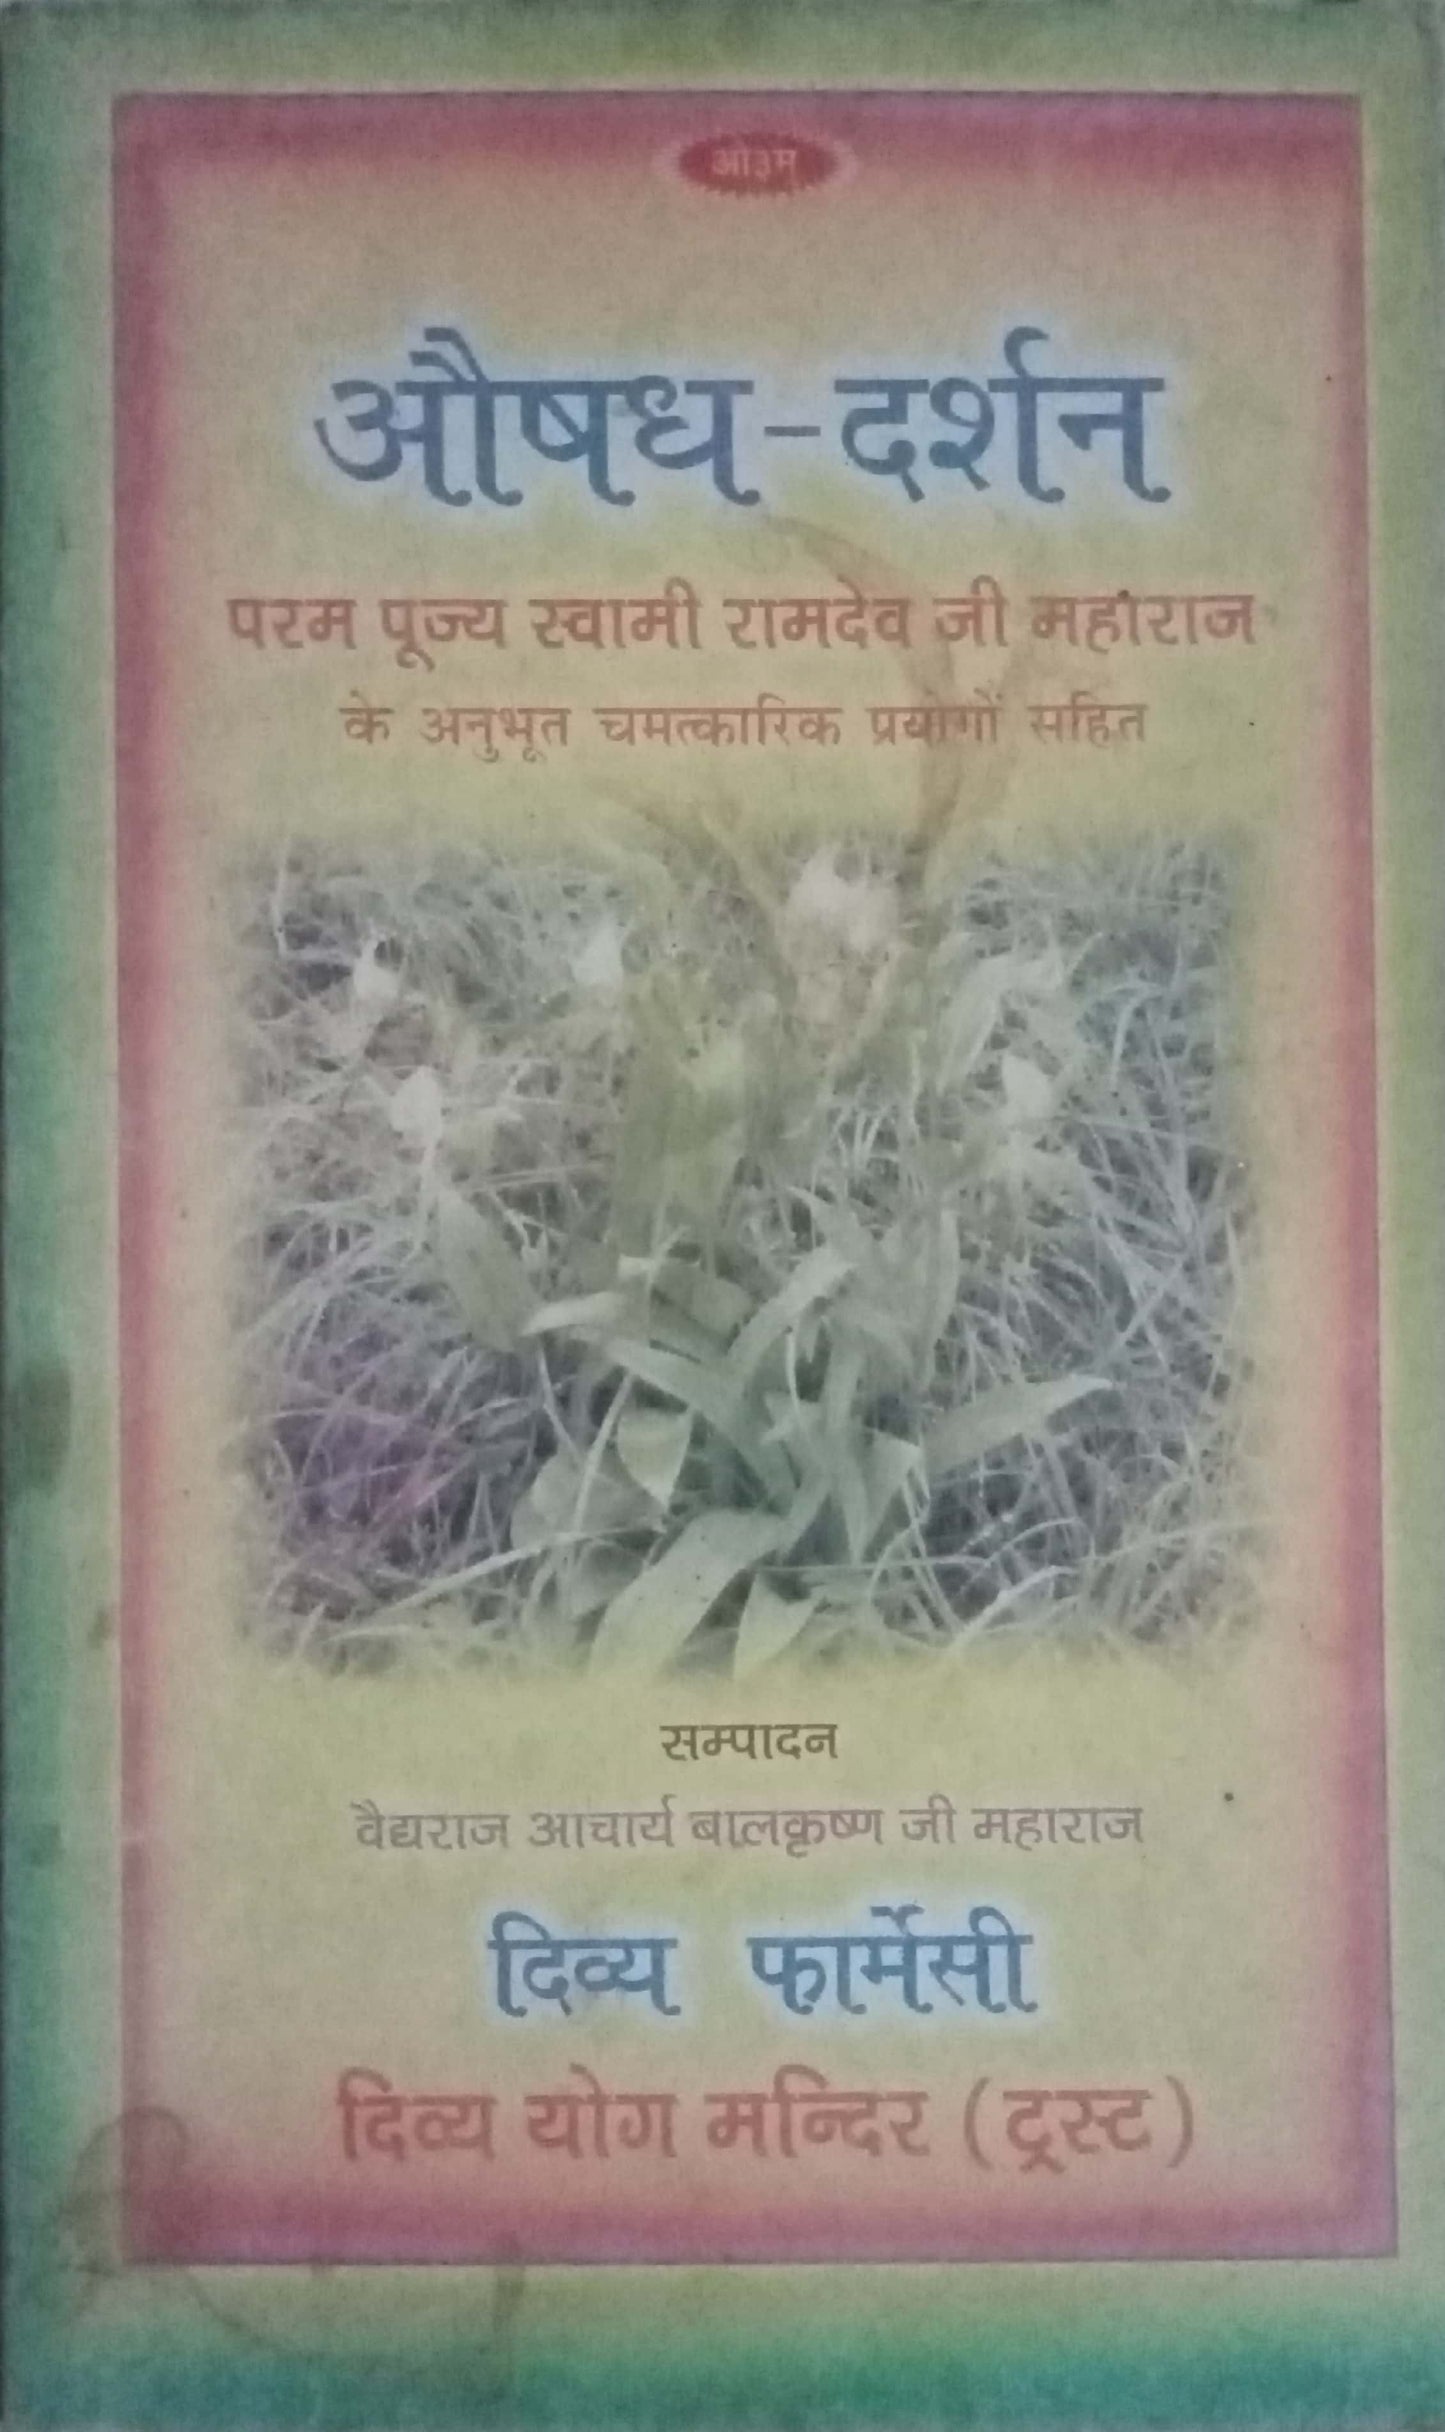 ओ३म्
औषध-दर्शन
परम पूज्य स्वामी रामदेव जी महाराज
के अनुभूत चमत्कारिक प्रयोगों सहित
सम्पादन
वैद्यराज आचार्य बालकृष्ण जी महाराज
दिव्य फार्मेसी
दिव्य योग मन्दिर (ट्रस्ट)